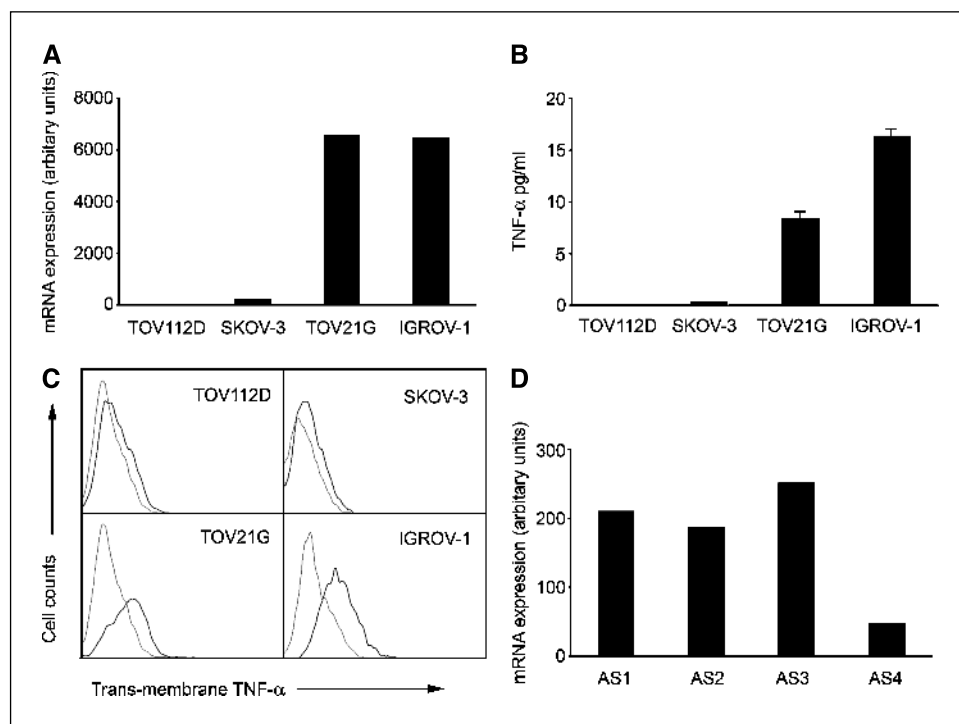 A
mRNA expression (arbitary units)
8000
6000
4000
2000
0
TOV112D SKOV-3 TOV21G IGROV-1
B
TNF-α pg/ml
20
15
10
5
0
TOV112D SKOV-3 TOV21G IGROV-1
C
Cell counts
TOV112D
SKOV-3
TOV21G
IGROV-1
Trans-membrane TNF-α
D
mRNA expression (arbitary units)
300
200
100
0
AS1 AS2 AS3 AS4